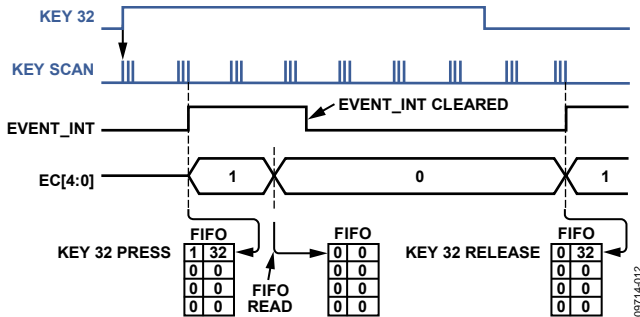 KEY 32
KEY SCAN
EVENT_INT CLEARED
EVENT_INT
EC[4:0]
1
0
1
KEY 32 PRESS
FIFO
1 32
0 0
0 0
0 0
FIFO
READ
FIFO
0 0
0 0
0 0
0 0
KEY 32 RELEASE
FIFO
0 32
0 0
0 0
0 0
09714-012